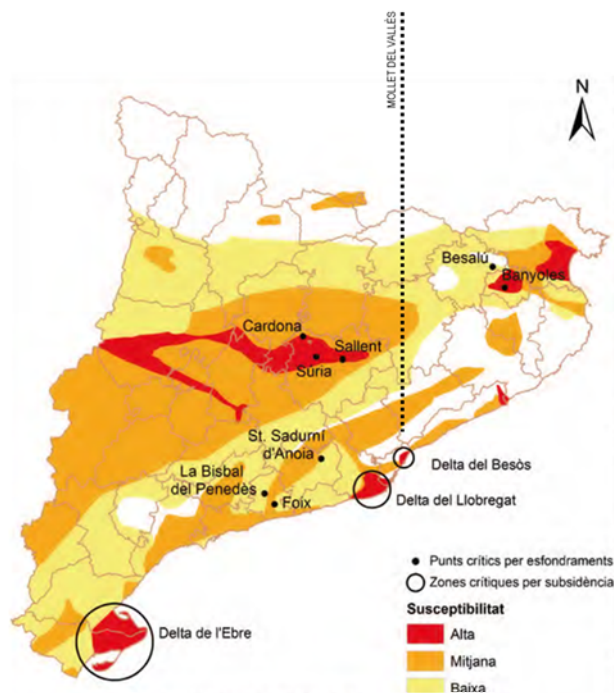 MOLLET DEL VALLÈS
N
Besalú
Banyoles
Cardona
Sallent
Súria
St. Sadurní
d'Anoia
La Bisbal
del Penedès
Foix
Delta del Besòs
Delta del Llobregat
Delta de l'Ebre
Punts crítics per esfondraments
Zones crítiques per subsidència
Susceptibilitat
Alta
Mitjana
Baixa